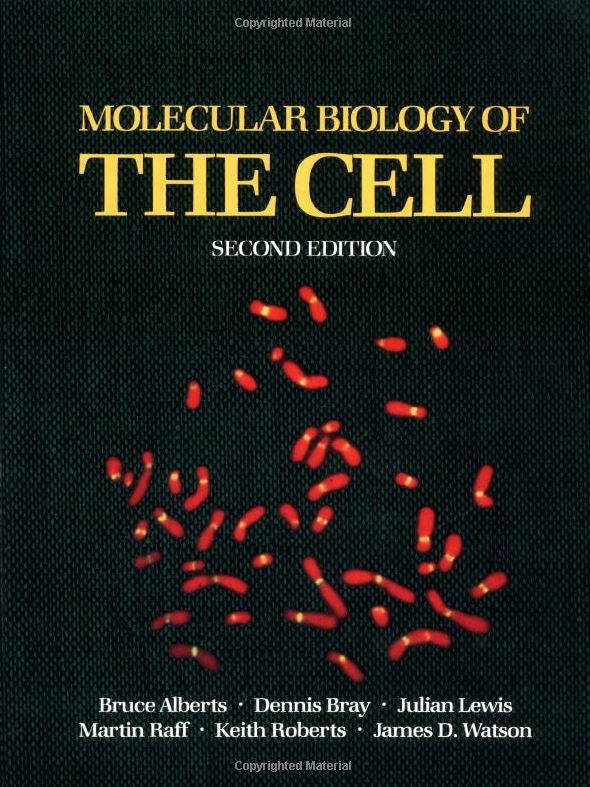 Copyrighted Material
MOLECULAR BIOLOGY OF
THE CELL
SECOND EDITION
Bruce Alberts · Dennis Bray · Julian Lewis
Martin Raff · Keith Roberts · James D. Watson
Copyrighted Material